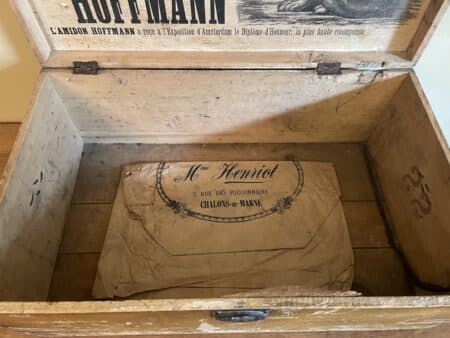 HOFFMANN
L'AMIDON HOFFMANN a reçu à l'Exposition d'Amsterdam le Diplôme d'Honneur, la plus haute récompense.
Mme Henriot
RUE DES POISSONNIERS
CHALONS-S-MARNE